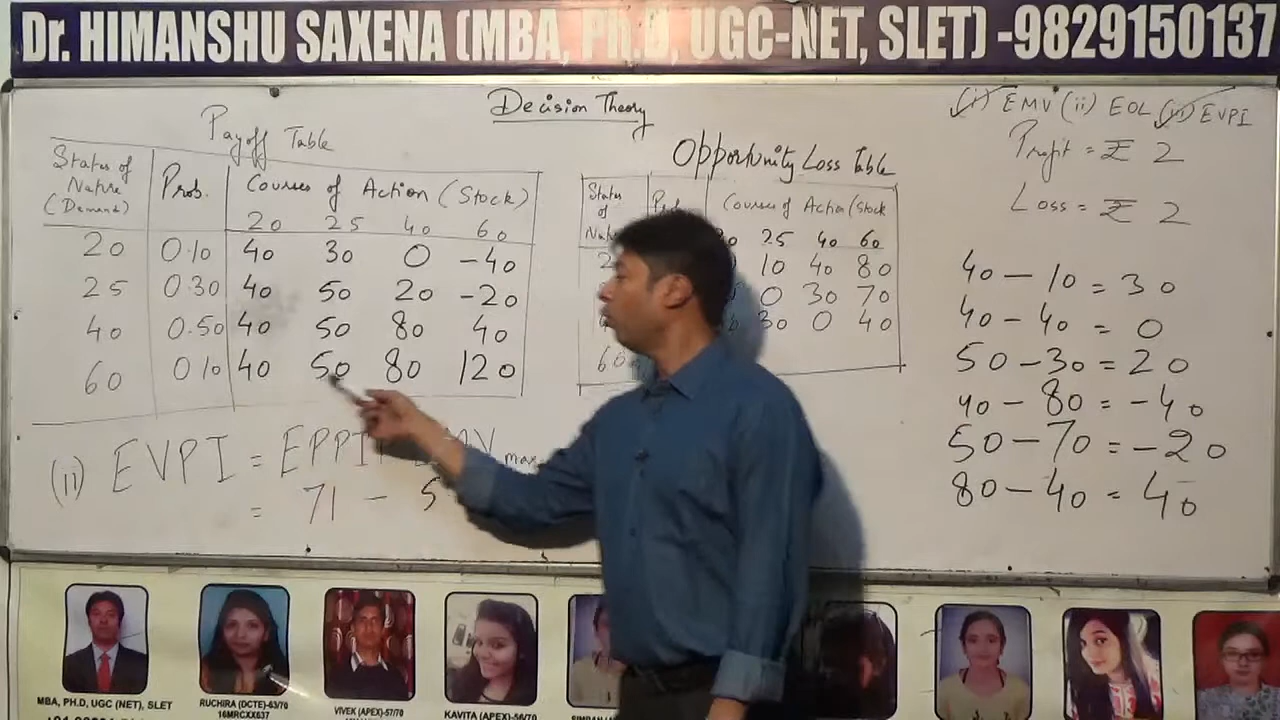 Dr. HIMANSHU SAXENA (MBA, Ph.D, UGC-NET, SLET) -9829150137
Decision Theory
(i) EMV (ii) EOL (iii) EVPI
Profit = ₹ 2
Loss = ₹ 2
Payoff Table
States of Nature (Demand) Prob. Courses of Action (Stock)
20 25 40 60
20 0.10 40 30 0 -40
25 0.30 40 50 20 -20
40 0.50 40 50 80 40
60 0.10 40 50 80 120
Opportunity Loss Table
States of Courses of Action (Stock
25 40 60
10 40 80
0 30 70
30 0 40
60
40 - 10 = 30
40 - 40 = 0
50 - 30 = 20
40 - 80 = -40
50 - 70 = -20
80 - 40 = 40
(ii) EVPI = EPPI
= 71 - 5
MBA, PH.D, UGC (NET), SLET
RUCHIRA (DCTE)-63/70
16MRCXX637
VIVEK (APEX)-57/70
KAVITA (APEX)-56/70